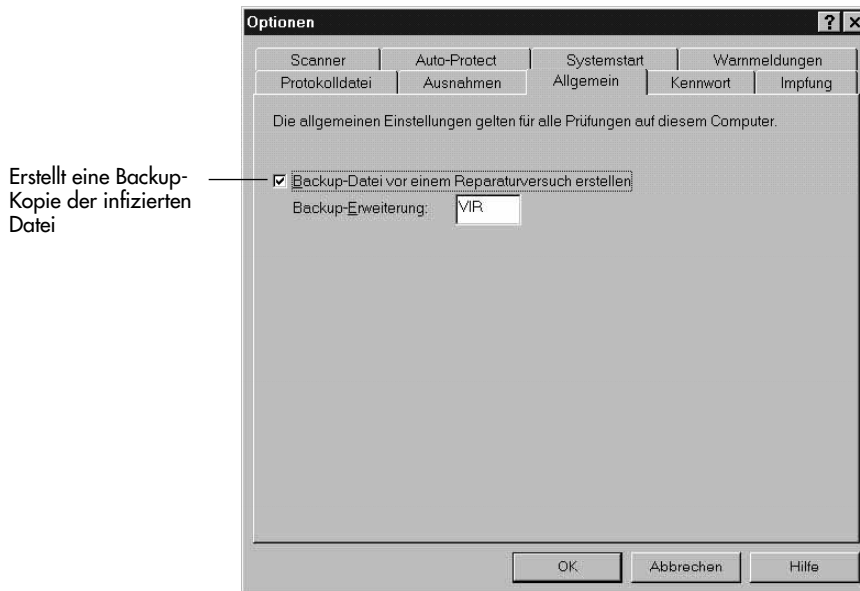 Optionen
Scanner Auto-Protect Systemstart Warnmeldungen
Protokolldatei Ausnahmen Allgemein Kennwort Impfung
Die allgemeinen Einstellungen gelten für alle Prüfungen auf diesem Computer.
Erstellt eine Backup-
Kopie der infizierten
Datei
Backup-Datei vor einem Reparaturversuch erstellen
Backup-Erweiterung: VIR
OK Abbrechen Hilfe